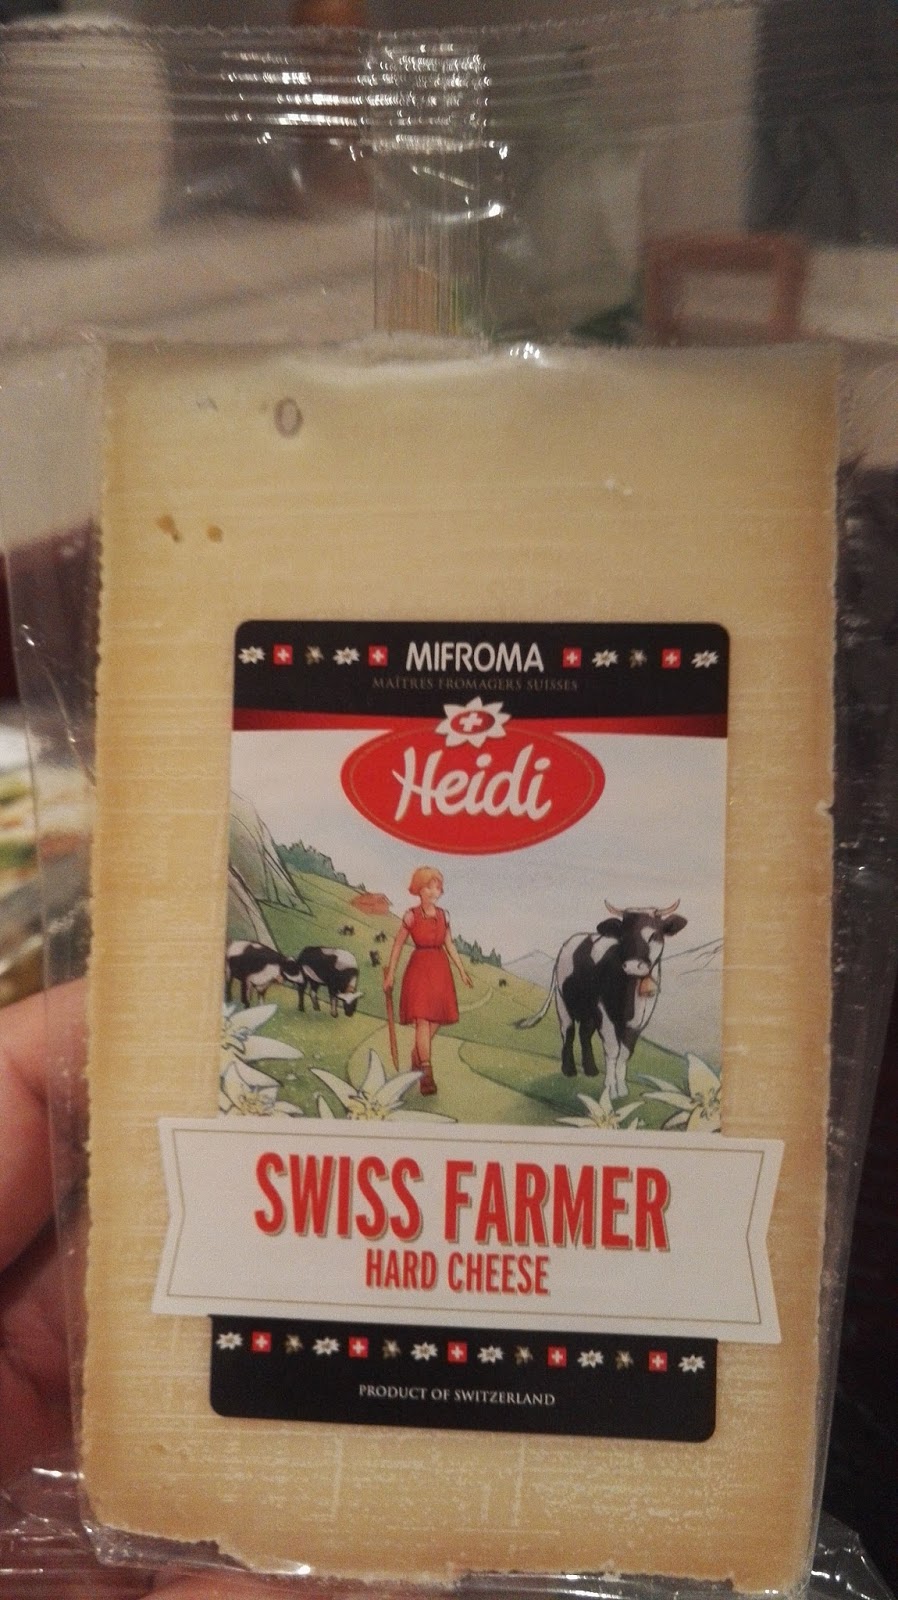 MIFROMA
MAÎTRES FROMAGERS SUISSES
Heidi
SWISS FARMER
HARD CHEESE
PRODUCT OF SWITZERLAND